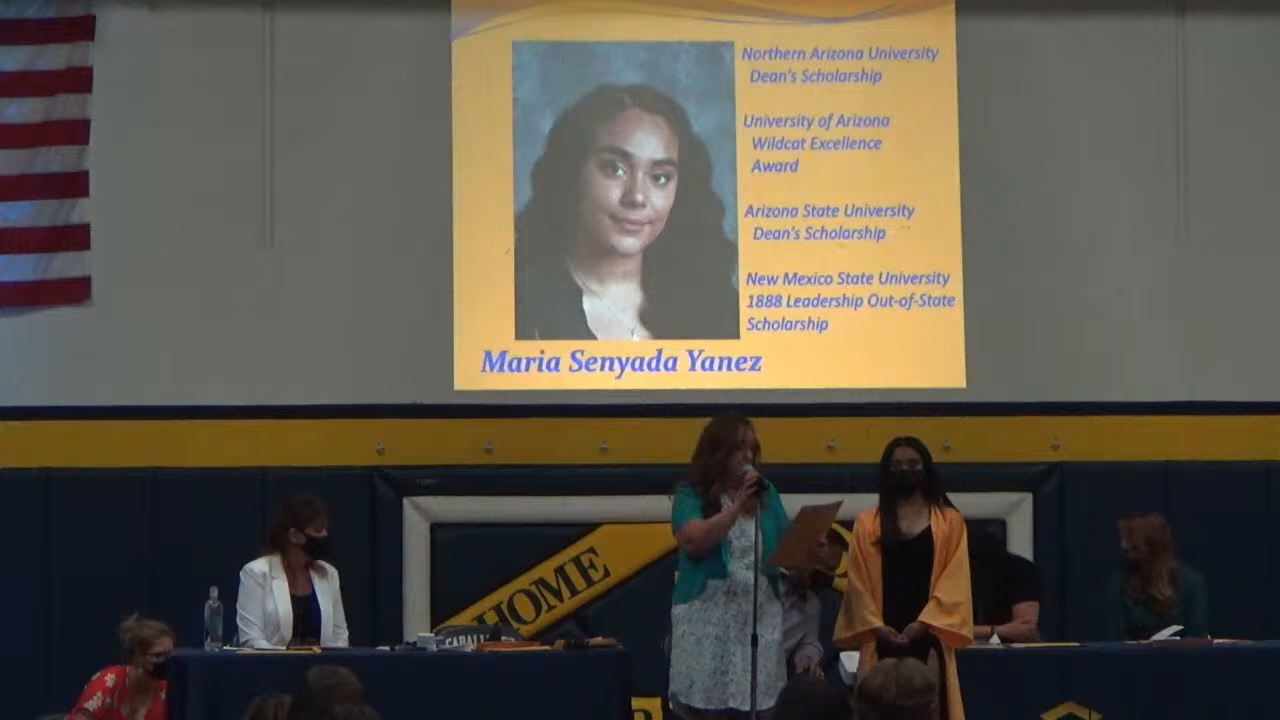 Northern Arizona University
Dean's Scholarship
University of Arizona
Wildcat Excellence
Award
Arizona State University
Dean's Scholarship
New Mexico State University
1888 Leadership Out-of-State
Scholarship
Maria Senyada Yanez
HOME